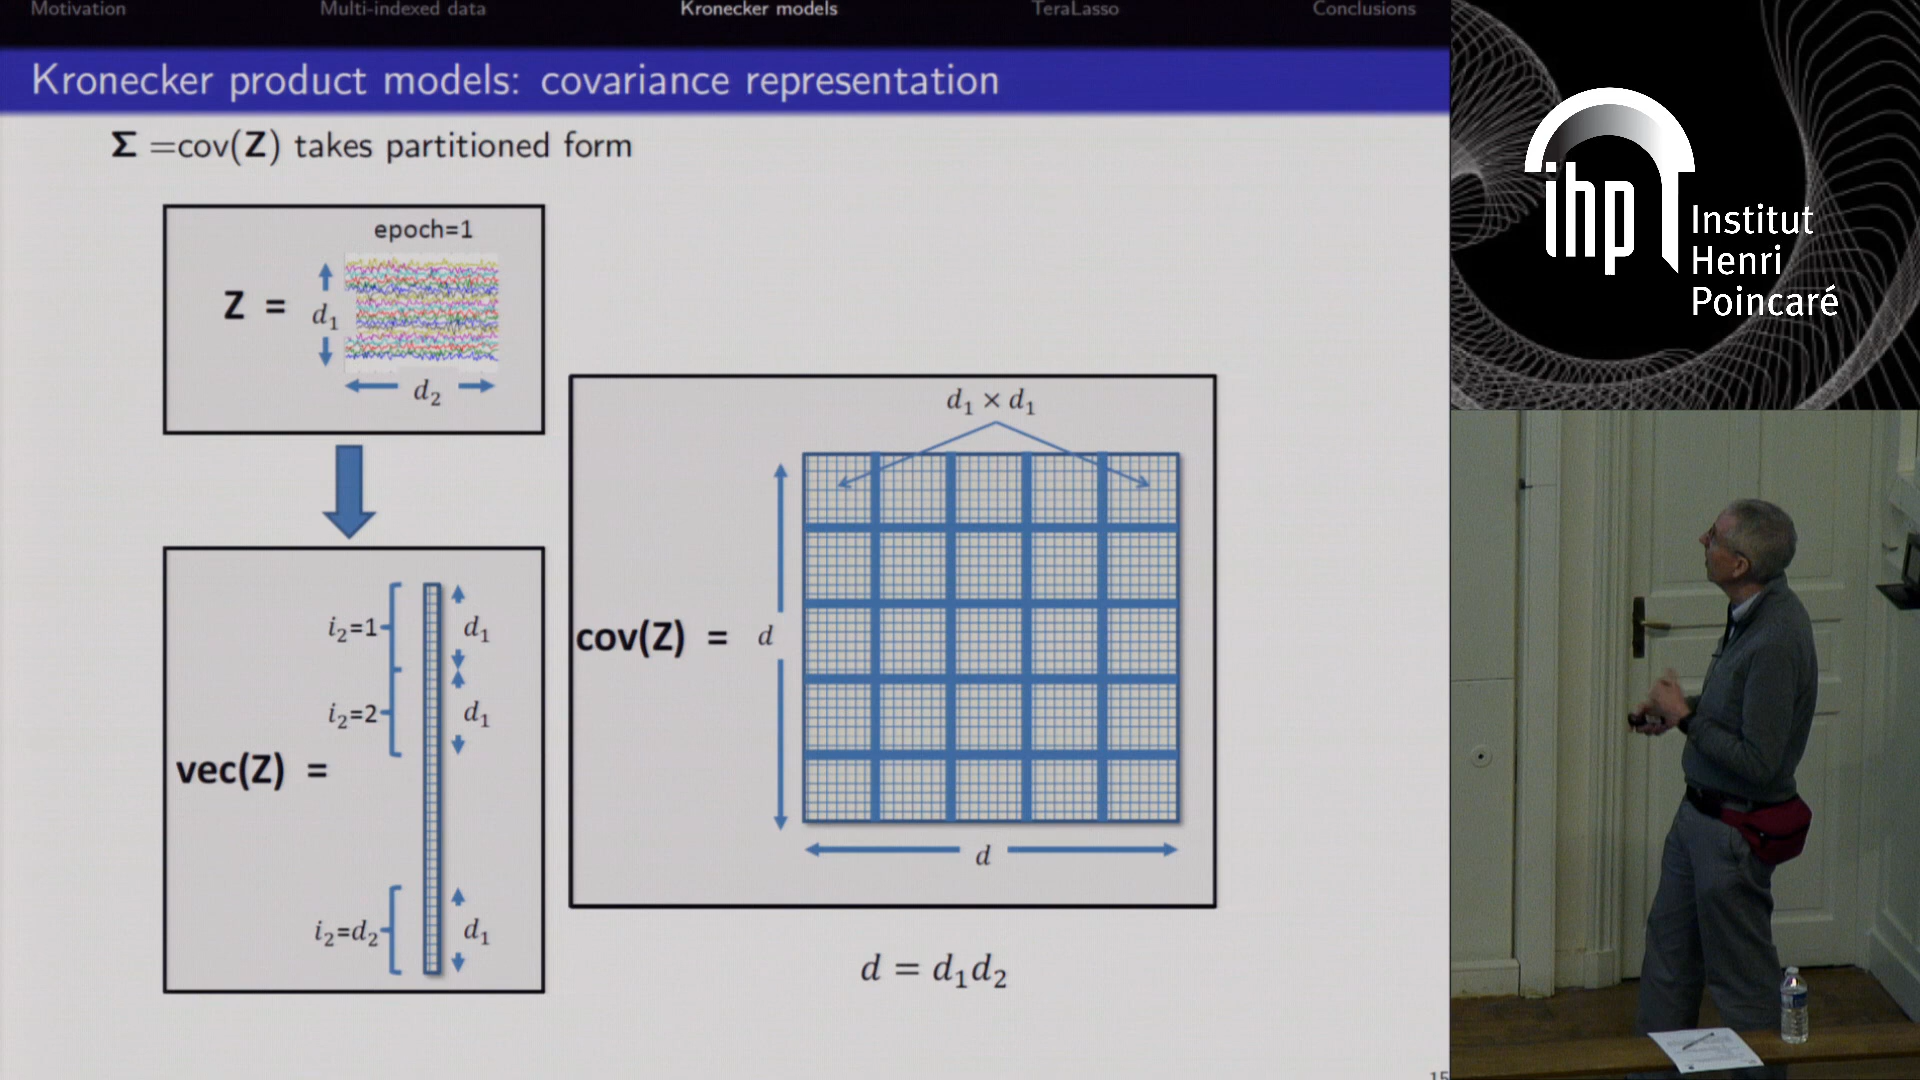 Motivation Multi-indexed data Kronecker models TeraLasso Conclusions
Kronecker product models: covariance representation
Σ =cov(Z) takes partitioned form
epoch=1
Z = d₁
d₂
d₁ × d₁
cov(Z) = d
d
i₂=1 d₁
i₂=2 d₁
vec(Z) =
i₂=d₂ d₁
d = d₁d₂
15
ihp Institut
Henri
Poincaré